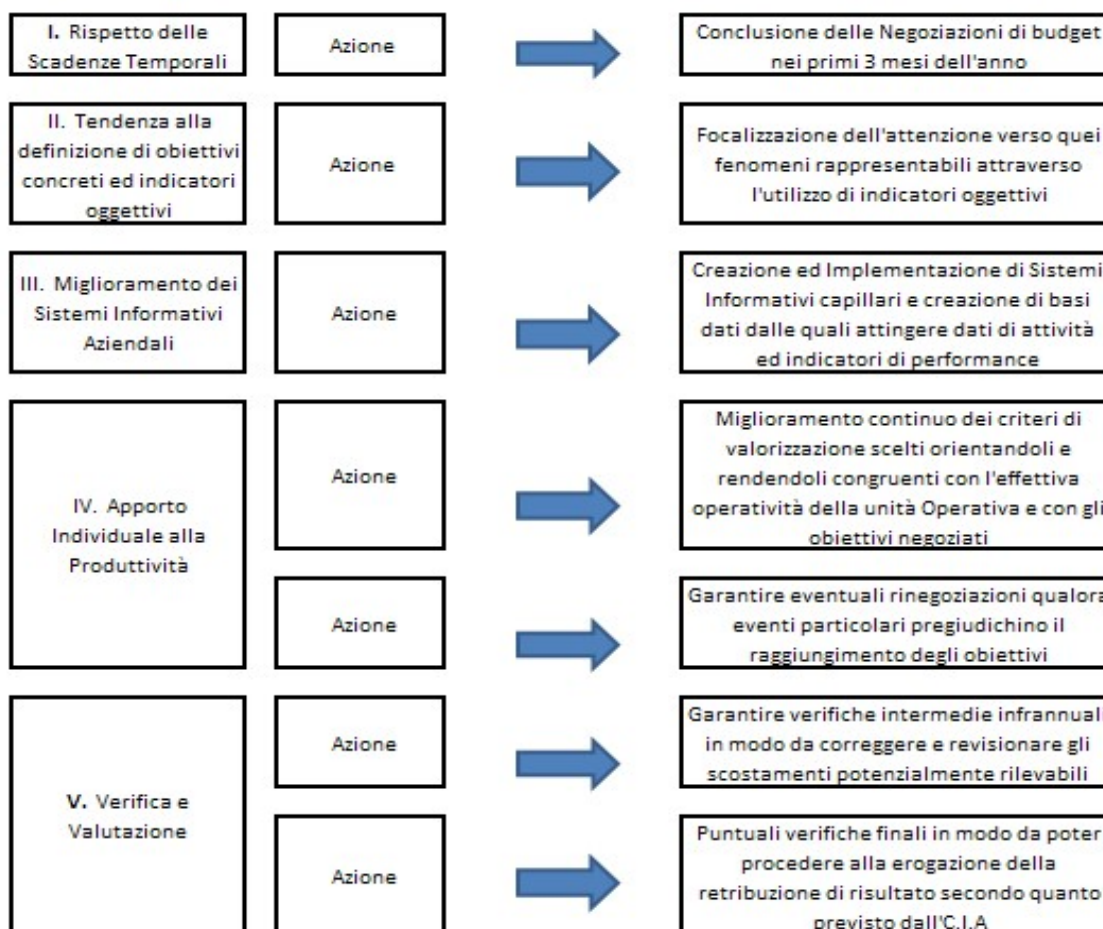 I. Rispetto delle
Scadenze Temporali
Azione
Conclusione delle Negoziazioni di budget
nei primi 3 mesi dell'anno
II. Tendenza alla
definizione di obiettivi
concreti ed indicatori
oggettivi
Azione
Focalizzazione dell'attenzione verso quei
fenomeni rappresentabili attraverso
l'utilizzo di indicatori oggettivi
III. Miglioramento dei
Sistemi Informativi
Aziendali
Azione
Creazione ed Implementazione di Sistemi
Informativi capillari e creazione di basi
dati dalle quali attingere dati di attività
ed indicatori di performance
IV. Apporto
Individuale alla
Produttività
Azione
Miglioramento continuo dei criteri di
valorizzazione scelti orientandoli e
rendendoli congruenti con l'effettiva
operatività della unità Operativa e con gli
obiettivi negoziati
Azione
Garantire eventuali rinegoziazioni qualora
eventi particolari pregiudichino il
raggiungimento degli obiettivi
V. Verifica e
Valutazione
Azione
Garantire verifiche intermedie infrannuali
in modo da correggere e revisionare gli
scostamenti potenzialmente rilevabili
Azione
Puntuali verifiche finali in modo da poter
procedere alla erogazione della
retribuzione di risultato secondo quanto
previsto dall'C.I.A